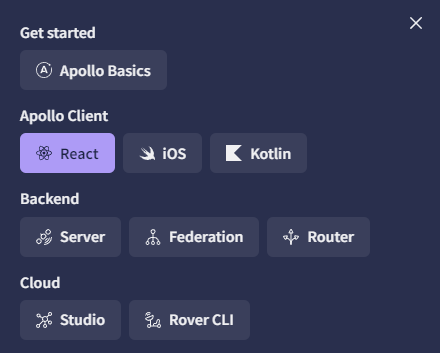 Get started
Apollo Basics
Apollo Client
React iOS Kotlin
Backend
Server Federation Router
Cloud
Studio Rover CLI